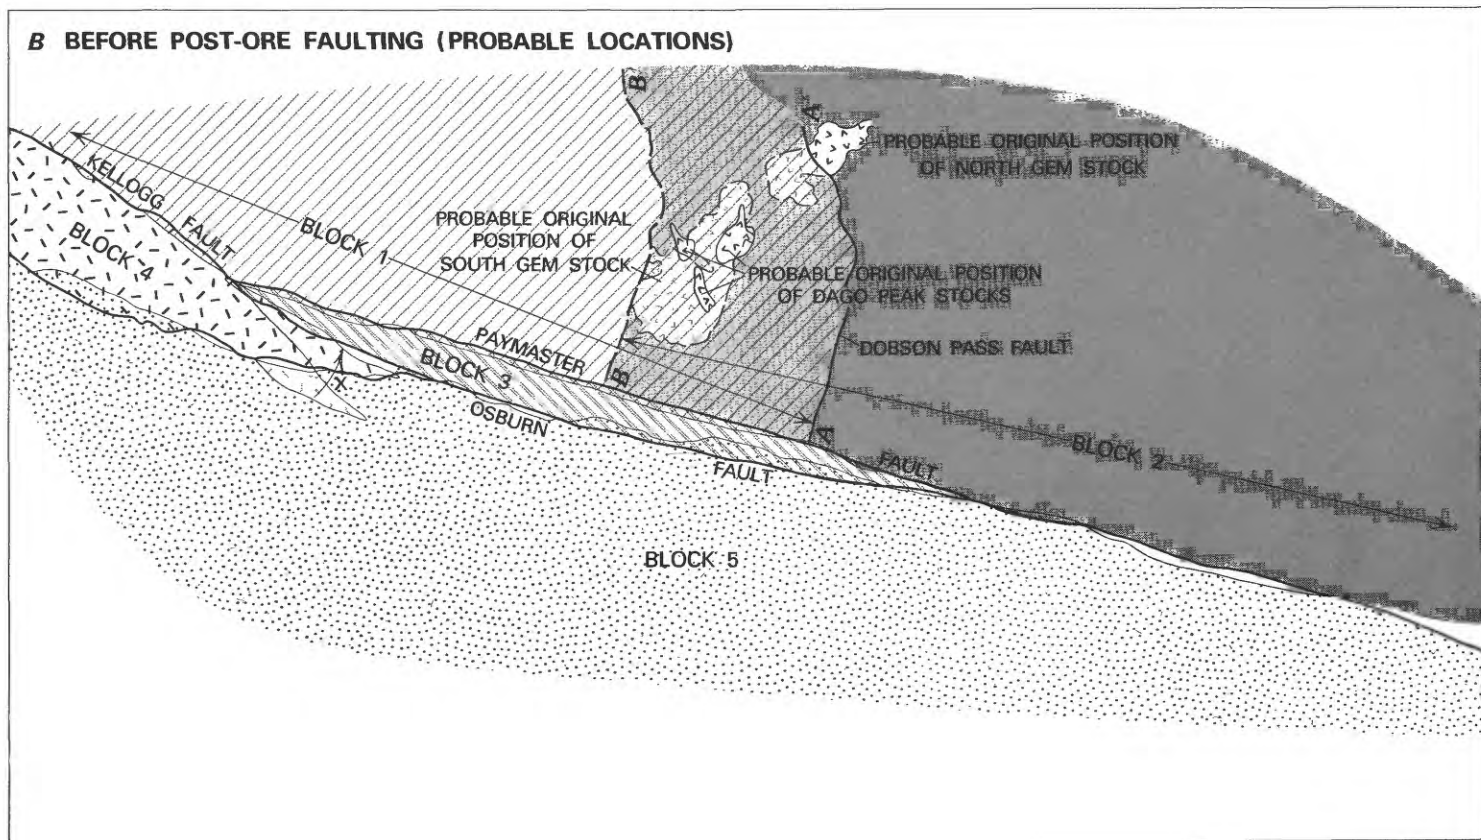 B BEFORE POST-ORE FAULTING (PROBABLE LOCATIONS)
B
A
PROBABLE ORIGINAL POSITION
OF NORTH GEM STOCK
KELLOGG
FAULT
BLOCK 1
BLOCK 4
PROBABLE ORIGINAL
POSITION OF
SOUTH GEM STOCK
PROBABLE ORIGINAL POSITION
OF DAGO PEAK STOCKS
DOBSON PASS FAULT
PAYMASTER
FAULT
BLOCK 3
B
A
X
OSBURN
FAULT
BLOCK 2
BLOCK 5